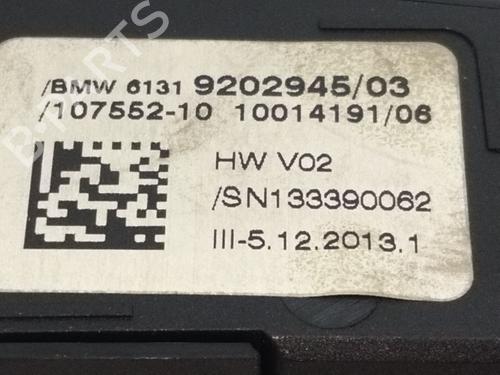 /BMW 6131 9202945/03
/107552-10 10014191/06
HW V02
/SN133390062
III-5.12.2013.1
B-PARTS